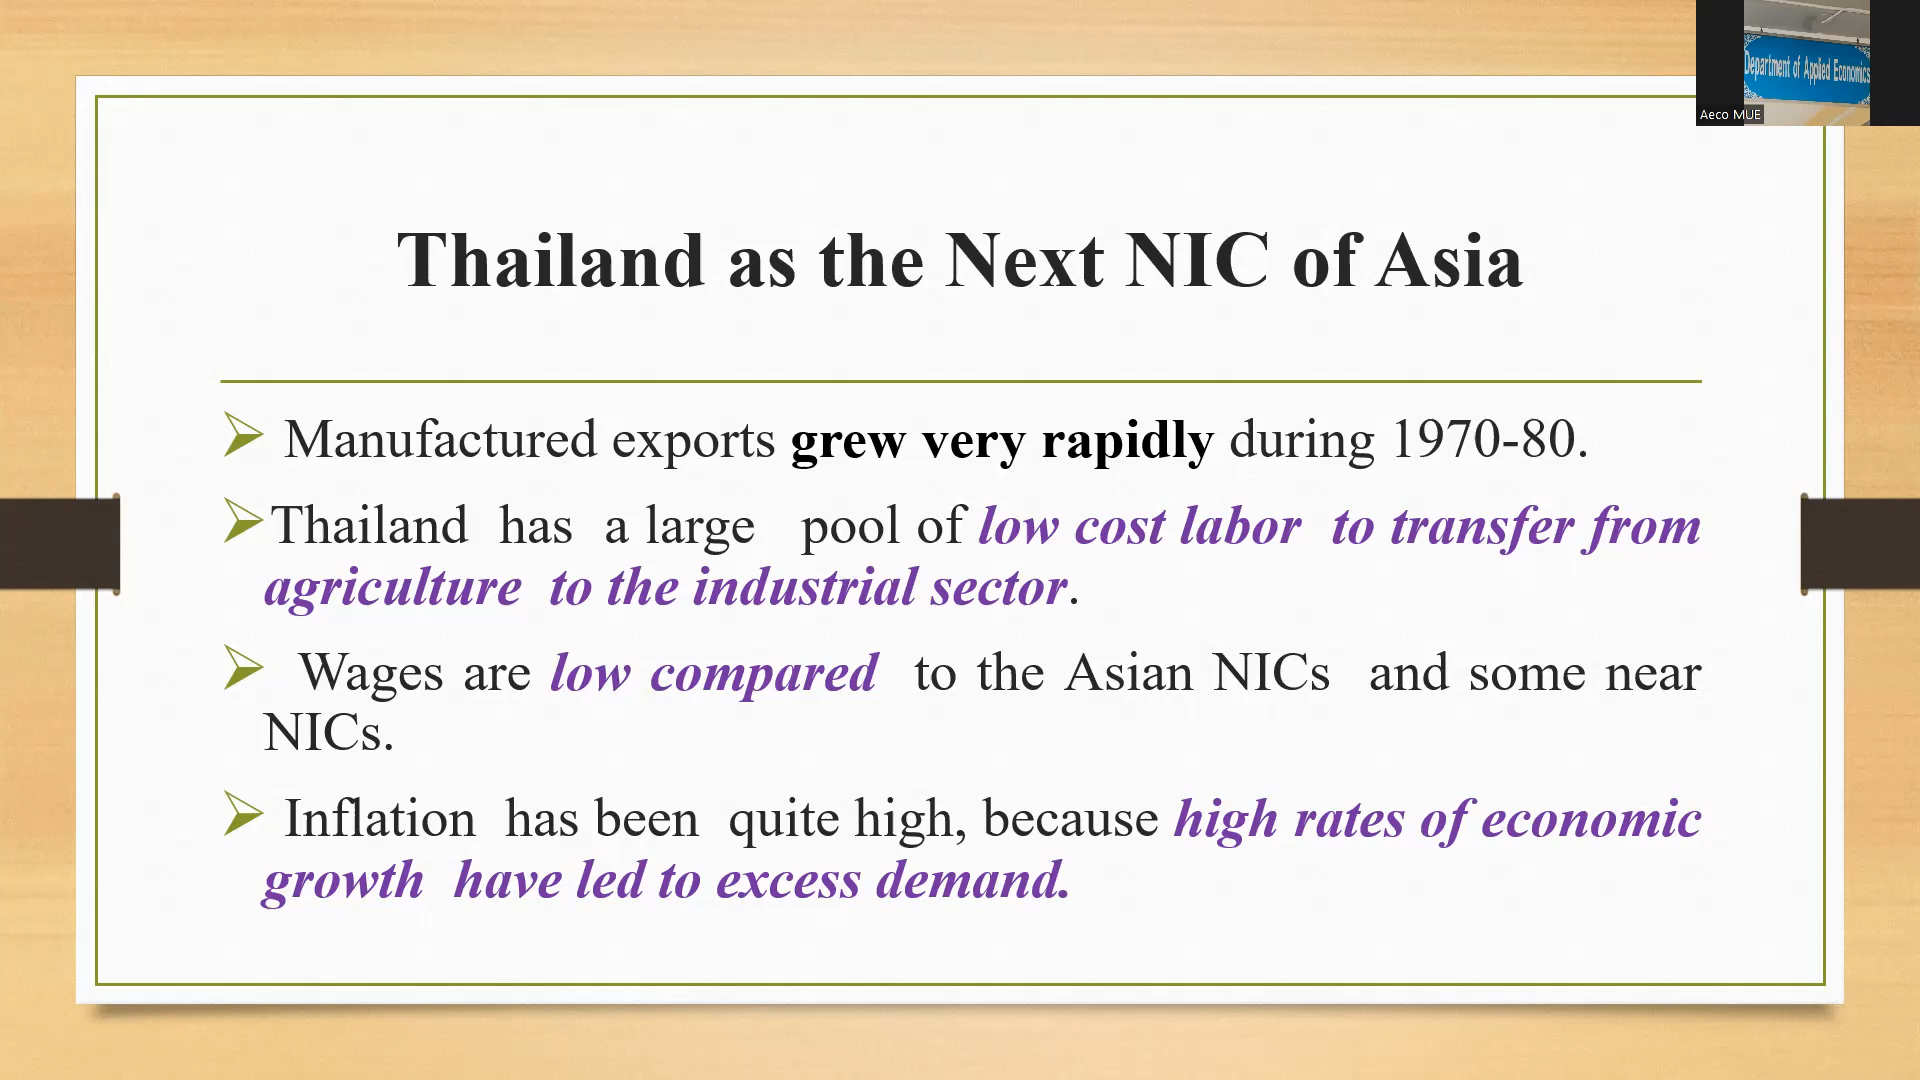 Department of Applied Economics
Aeco MUE
Thailand as the Next NIC of Asia
Manufactured exports grew very rapidly during 1970-80.
Thailand has a large pool of low cost labor to transfer from
agriculture to the industrial sector.
Wages are low compared to the Asian NICs and some near
NICs.
Inflation has been quite high, because high rates of economic
growth have led to excess demand.